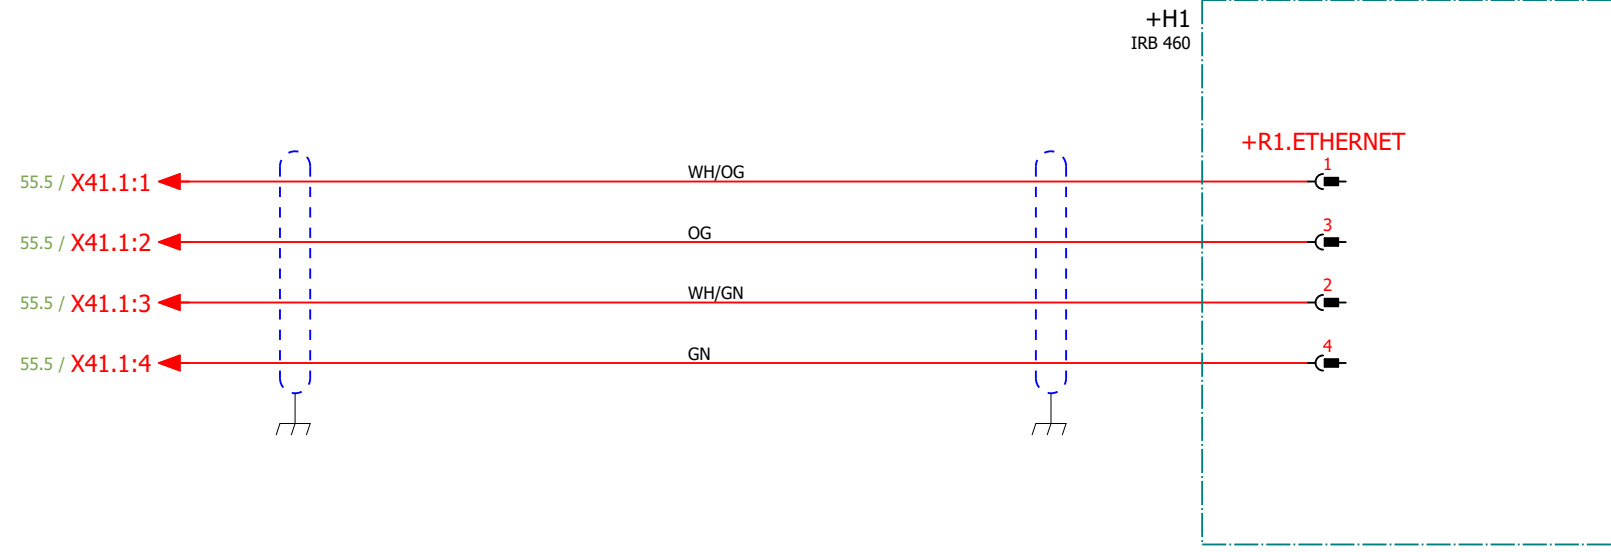 +H1
IRB 460
+R1.ETHERNET
55.5 / X41.1:1 WH/OG 1
55.5 / X41.1:2 OG 3
55.5 / X41.1:3 WH/GN 2
55.5 / X41.1:4 GN 4